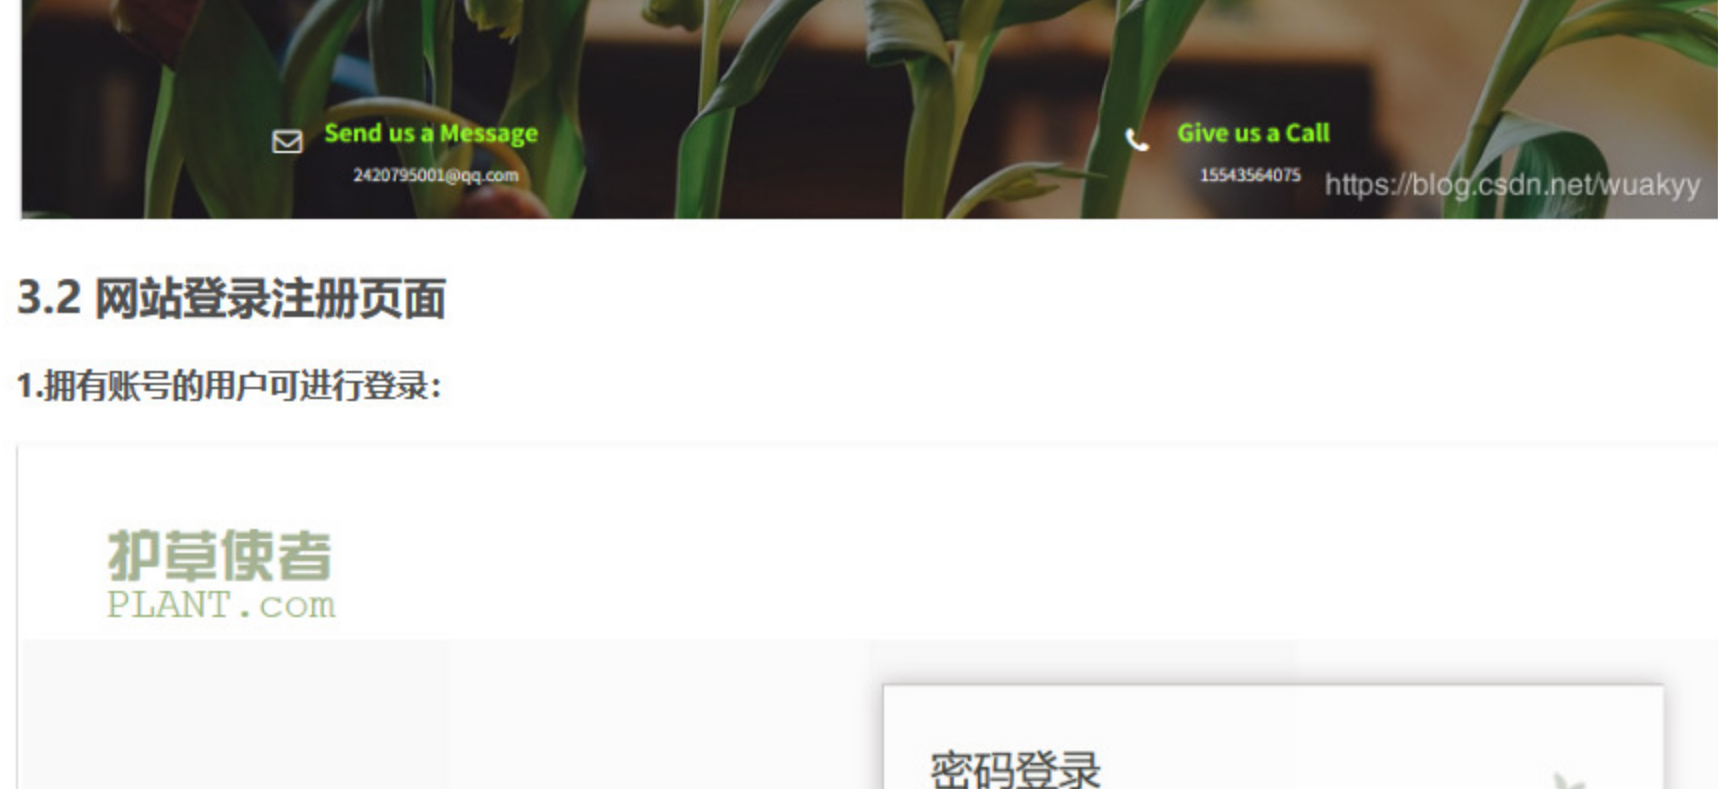 Send us a Message
Give us a Call
2420795001@qq.com
15543564075
https://blog.csdn.net/wuakyy
3.2 网站登录注册页面
1.拥有账号的用户可进行登录：
护草使者
PLANT.com
密码登录